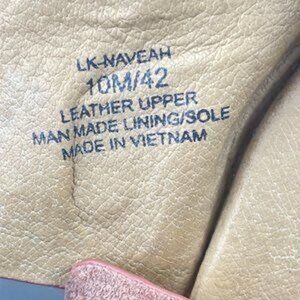 LK-NAVEAH
10M/42
LEATHER UPPER
MAN MADE LINING/SOLE
MADE IN VIETNAM